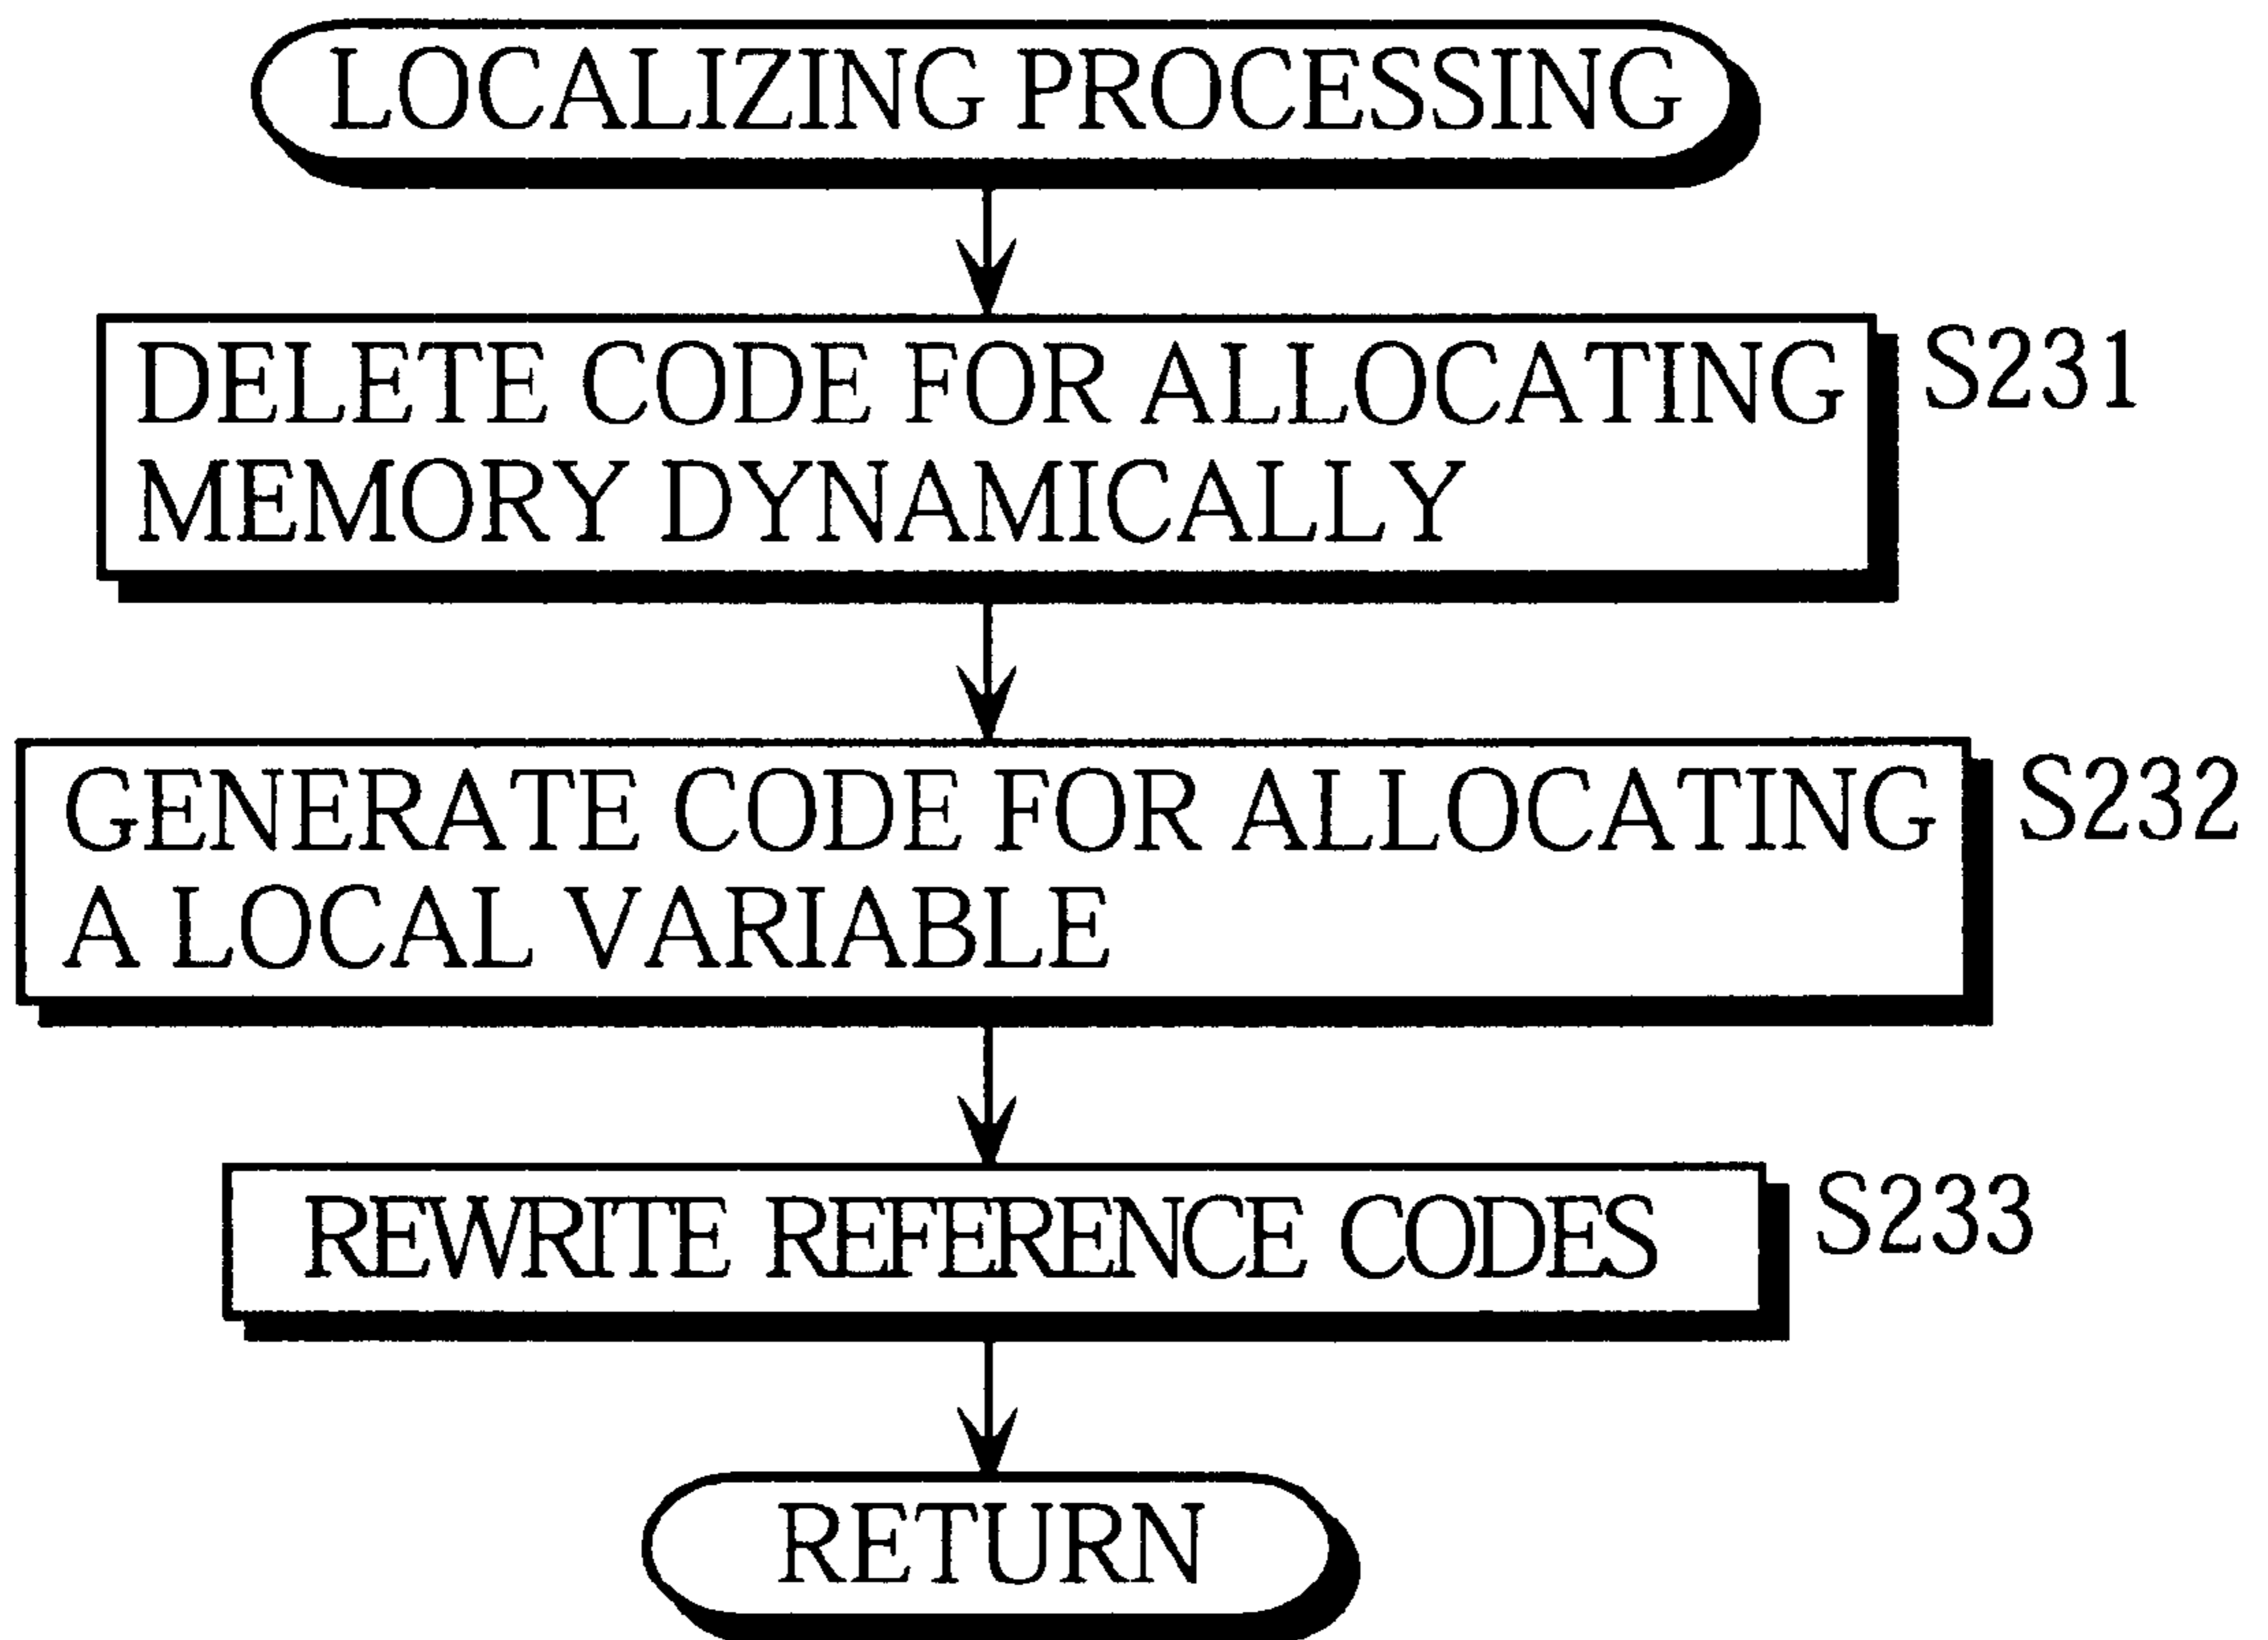 LOCALIZING PROCESSING
DELETE CODE FOR ALLOCATING
MEMORY DYNAMICALLY
S231
GENERATE CODE FOR ALLOCATING
A LOCAL VARIABLE
S232
REWRITE REFERENCE CODES
S233
RETURN